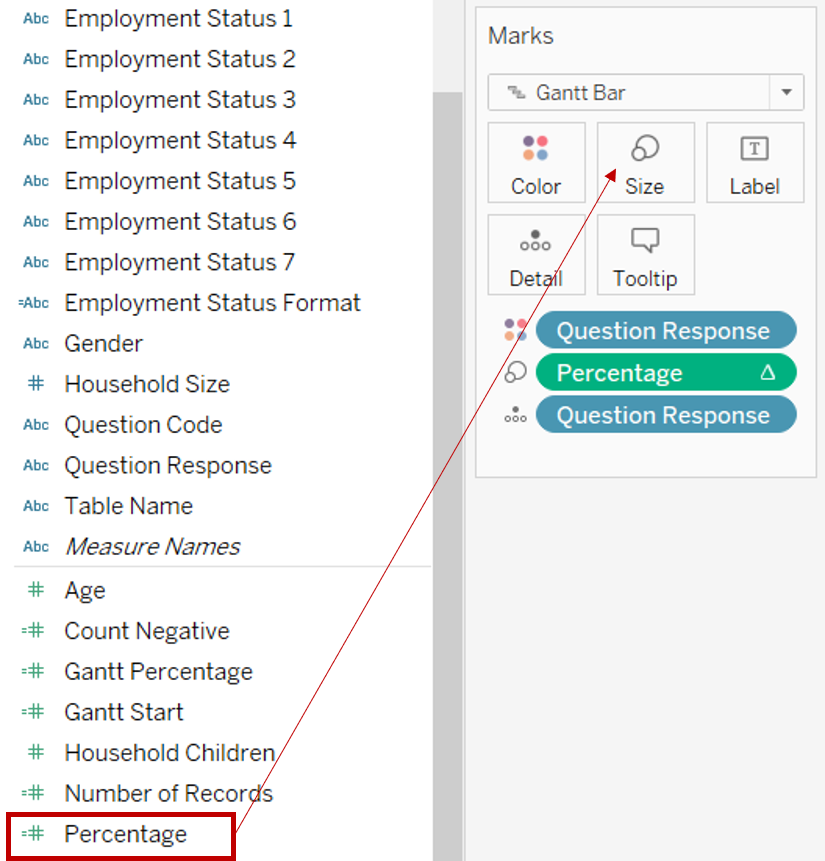 Abc Employment Status 1
Abc Employment Status 2
Abc Employment Status 3
Abc Employment Status 4
Abc Employment Status 5
Abc Employment Status 6
Abc Employment Status 7
=Abc Employment Status Format
Abc Gender
# Household Size
Abc Question Code
Abc Question Response
Abc Table Name
Abc Measure Names
# Age
=# Count Negative
=# Gantt Percentage
=# Gantt Start
# Household Children
=# Number of Records
=# Percentage
Marks
Gantt Bar
Color
T
Size
Label
Detail
Tooltip
Question Response
Percentage Δ
Question Response